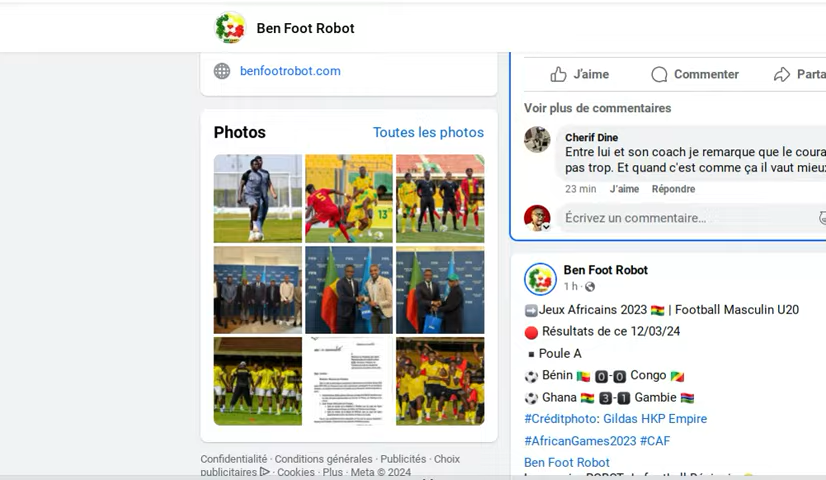 Ben Foot Robot
benfootrobot.com
Photos
Toutes les photos
Confidentialité · Conditions générales · Publicités · Choix
publicitaires · Cookies · Plus · Meta © 2024
J'aime
Commenter
Voir plus de commentaires
Cherif Dine
Entre lui et son coach je remarque que le
pas trop. Et quand c'est comme ça il vaut
23 min J'aime Répondre
Écrivez un commentaire...
Ben Foot Robot
1 h ·
➡️Jeux Africains 2023 🇬🇭 | Football Masculin U20
🔴 Résultats de ce 12/03/24
▪️Poule A
⚽ Bénin 🇧🇯 0️⃣-0️⃣ Congo 🇨🇬
⚽ Ghana 🇬🇭 3️⃣-1️⃣ Gambie 🇬🇲
#Créditphoto: Gildas HKP Empire
#AfricanGames2023 #CAF
Ben Foot Robot